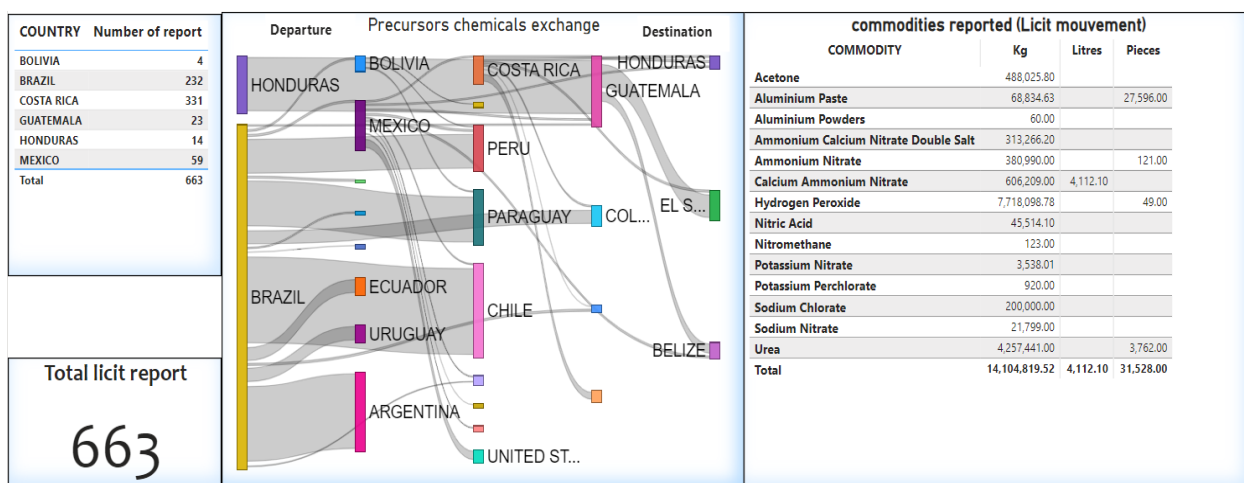 COUNTRY Number of report
BOLIVIA 4
BRAZIL 232
COSTA RICA 331
GUATEMALA 23
HONDURAS 14
MEXICO 59
Total 663
Total licit report
663
Precursors chemicals exchange
Departure
Destination
HONDURAS
BRAZIL
BOLIVIA
MEXICO
ECUADOR
URUGUAY
ARGENTINA
COSTA RICA
PERU
PARAGUAY
CHILE
UNITED ST...
GUATEMALA
COL...
HONDURAS
EL S...
BELIZE
commodities reported (Licit mouvement)
COMMODITY Kg Litres Pieces
Acetone 488,025.80
Aluminium Paste 68,834.63 27,596.00
Aluminium Powders 60.00
Ammonium Calcium Nitrate Double Salt 313,266.20
Ammonium Nitrate 380,990.00 121.00
Calcium Ammonium Nitrate 606,209.00 4,112.10
Hydrogen Peroxide 7,718,098.78 49.00
Nitric Acid 45,514.10
Nitromethane 123.00
Potassium Nitrate 3,538.01
Potassium Perchlorate 920.00
Sodium Chlorate 200,000.00
Sodium Nitrate 21,799.00
Urea 4,257,441.00 3,762.00
Total 14,104,819.52 4,112.10 31,528.00